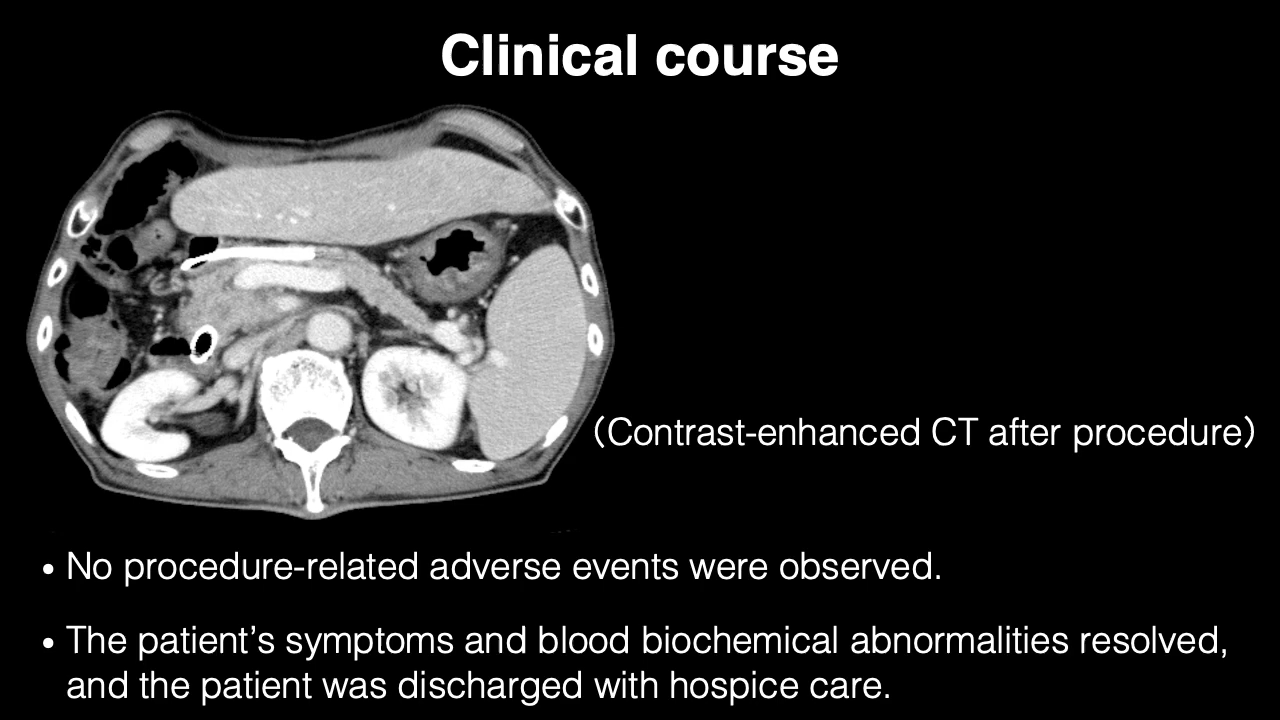 Clinical course
（Contrast-enhanced CT after procedure）
• No procedure-related adverse events were observed.
• The patient’s symptoms and blood biochemical abnormalities resolved,
and the patient was discharged with hospice care.